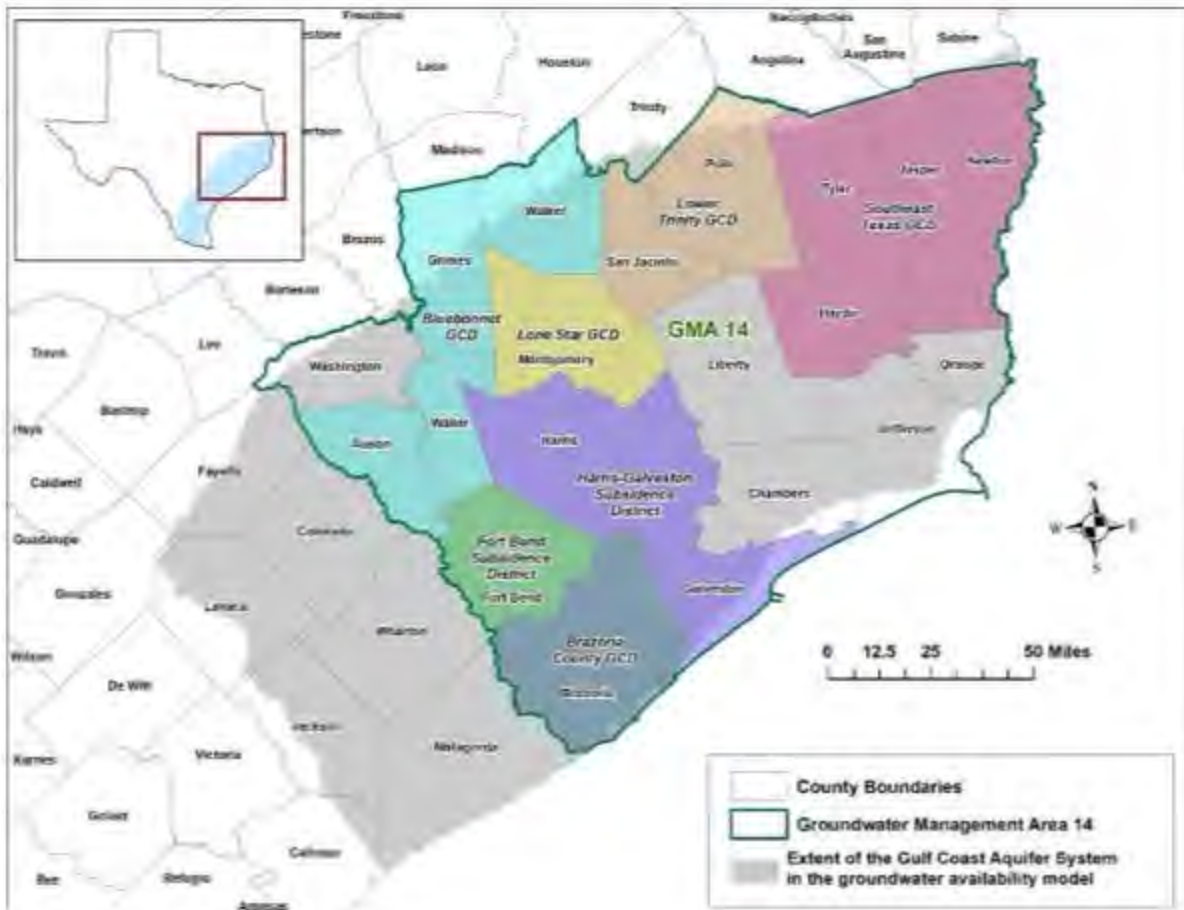 Freestone
Leon
Houston
Nacogdoches
San
Augustine
Sabine
Angelina
Trinity
Madison
Polk
Tyler
Jasper
Newton
Walker
Lower
Trinity GCD
Southeast
Texas GCD
Brazos
Grimes
San Jacinto
Burleson
Hardin
Bluebonnet
GCD
Lone Star GCD
Montgomery
GMA 14
Liberty
Orange
Travis
Lee
Washington
Bastrop
Jefferson
Hays
Austin
Waller
Harris
Fayette
Caldwell
Harris-Galveston
Subsidence
District
Chambers
Colorado
Guadalupe
Fort Bend
Subsidence
District
Fort Bend
N
W
E
S
Gonzales
Lavaca
Galveston
Wharton
Brazoria
County GCD
Brazoria
Wilson
De Witt
0 12.5 25 50 Miles
Jackson
Matagorda
Karnes
Victoria
Goliad
Calhoun
Bee
Refugio
Aransas
County Boundaries
Groundwater Management Area 14
Extent of the Gulf Coast Aquifer System
in the groundwater availability model